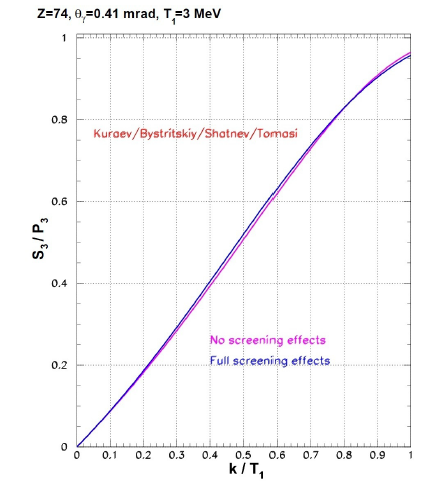 Z=74, θγ=0.41 mrad, T1=3 MeV
1
0.8
Kuraev/Bystritskiy/Shatnev/Tomasi
0.6
S3 / P3
0.4
No screening effects
Full screening effects
0.2
0
0 0.1 0.2 0.3 0.4 0.5 0.6 0.7 0.8 0.9 1
k / T1